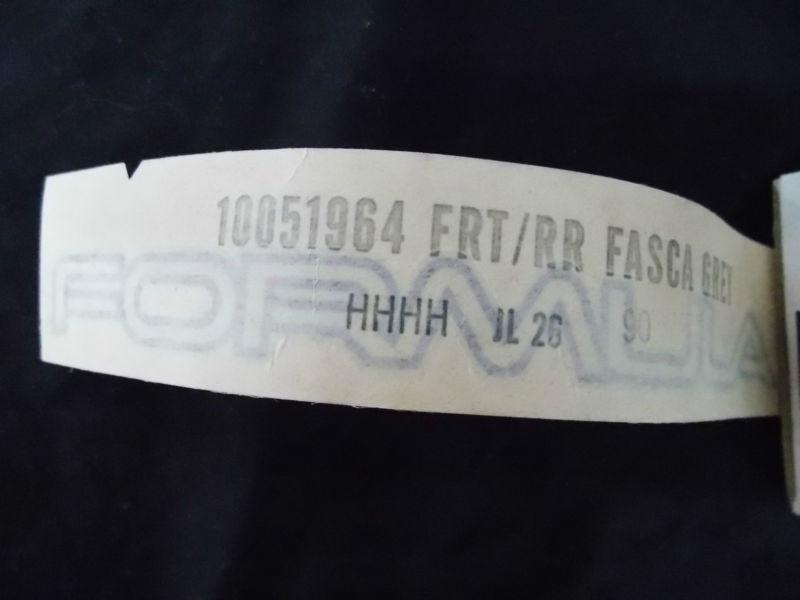 10051964 FRT/RR FASCA GREY
HHHH JL 26 90
FORMULA